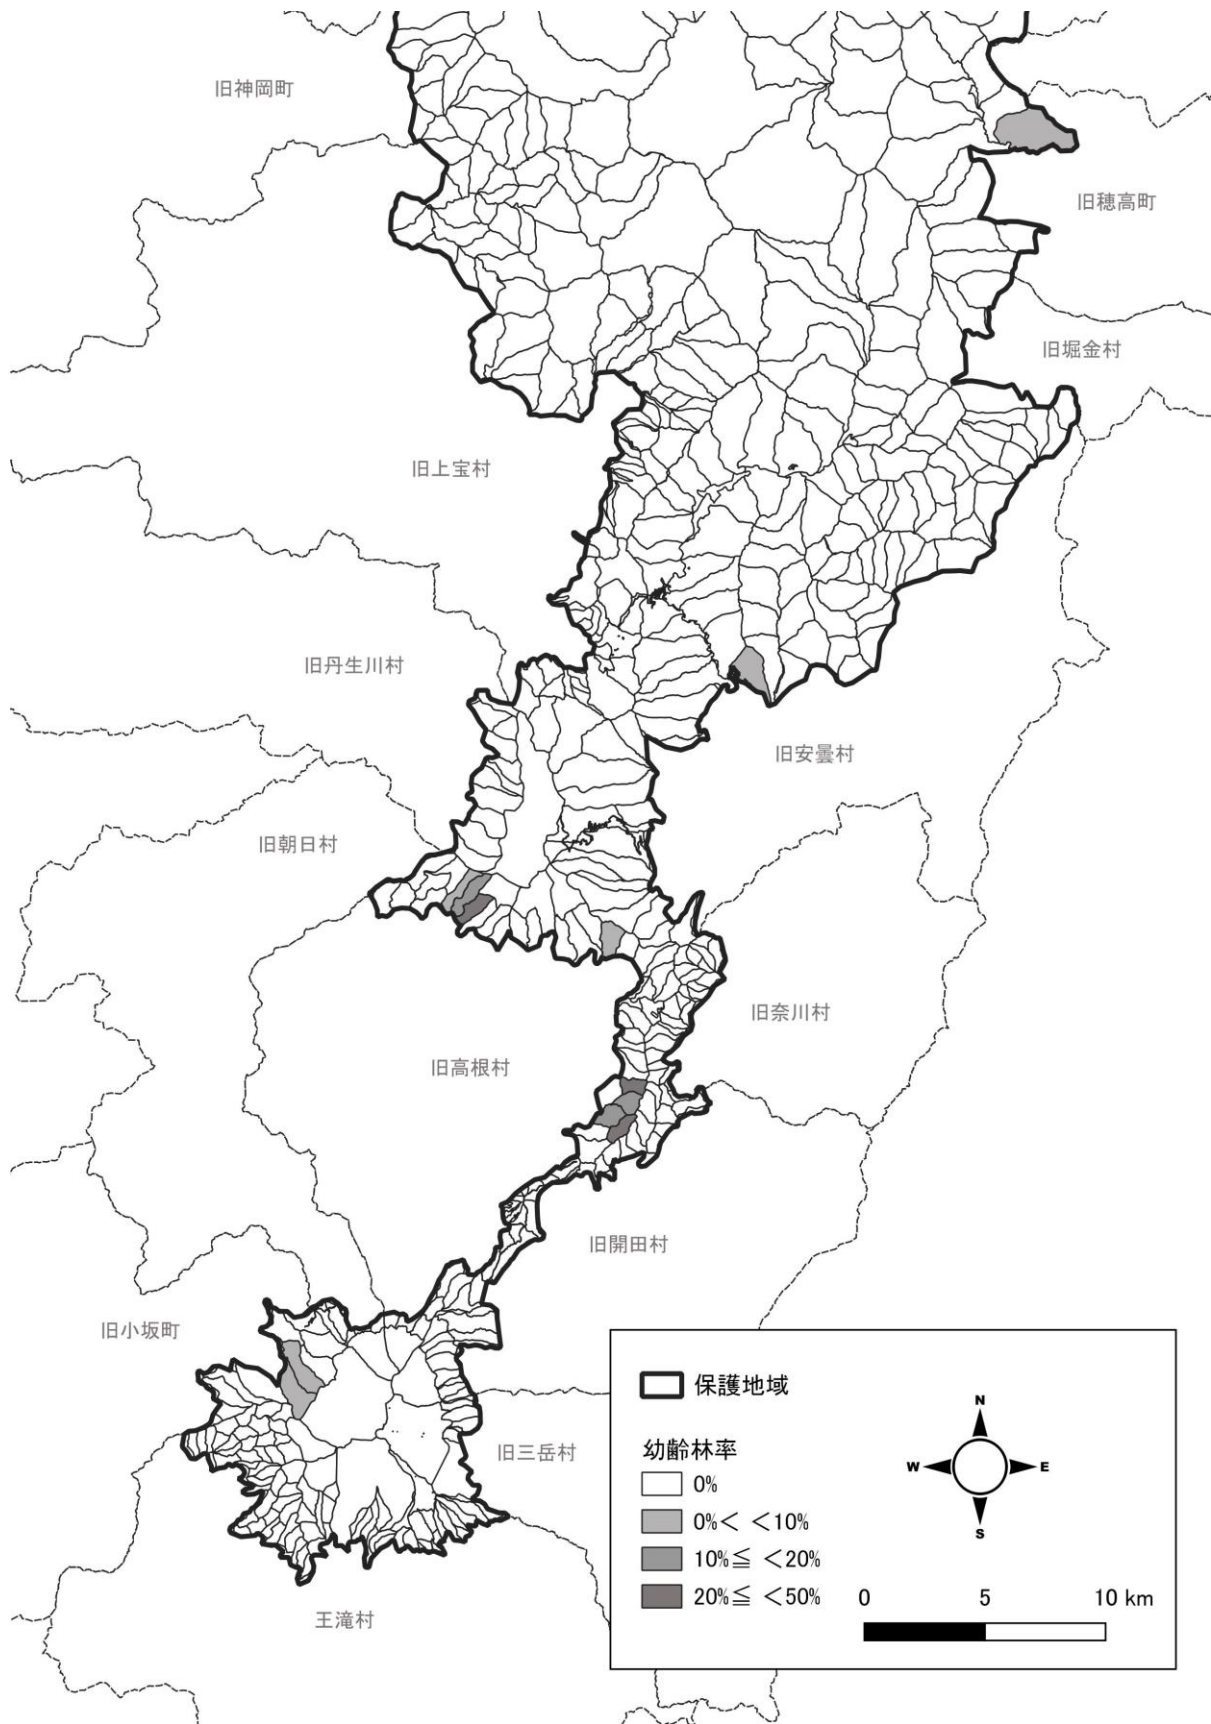 旧神岡町
旧穂高町
旧堀金村
旧上宝村
旧丹生川村
旧安曇村
旧朝日村
旧奈川村
旧高根村
旧開田村
旧小坂町
旧三岳村
王滝村
保護地域
幼齢林率
0%
0%< <10%
10%≦ <20%
20%≦ <50%
N
W E
S
0 5 10 km